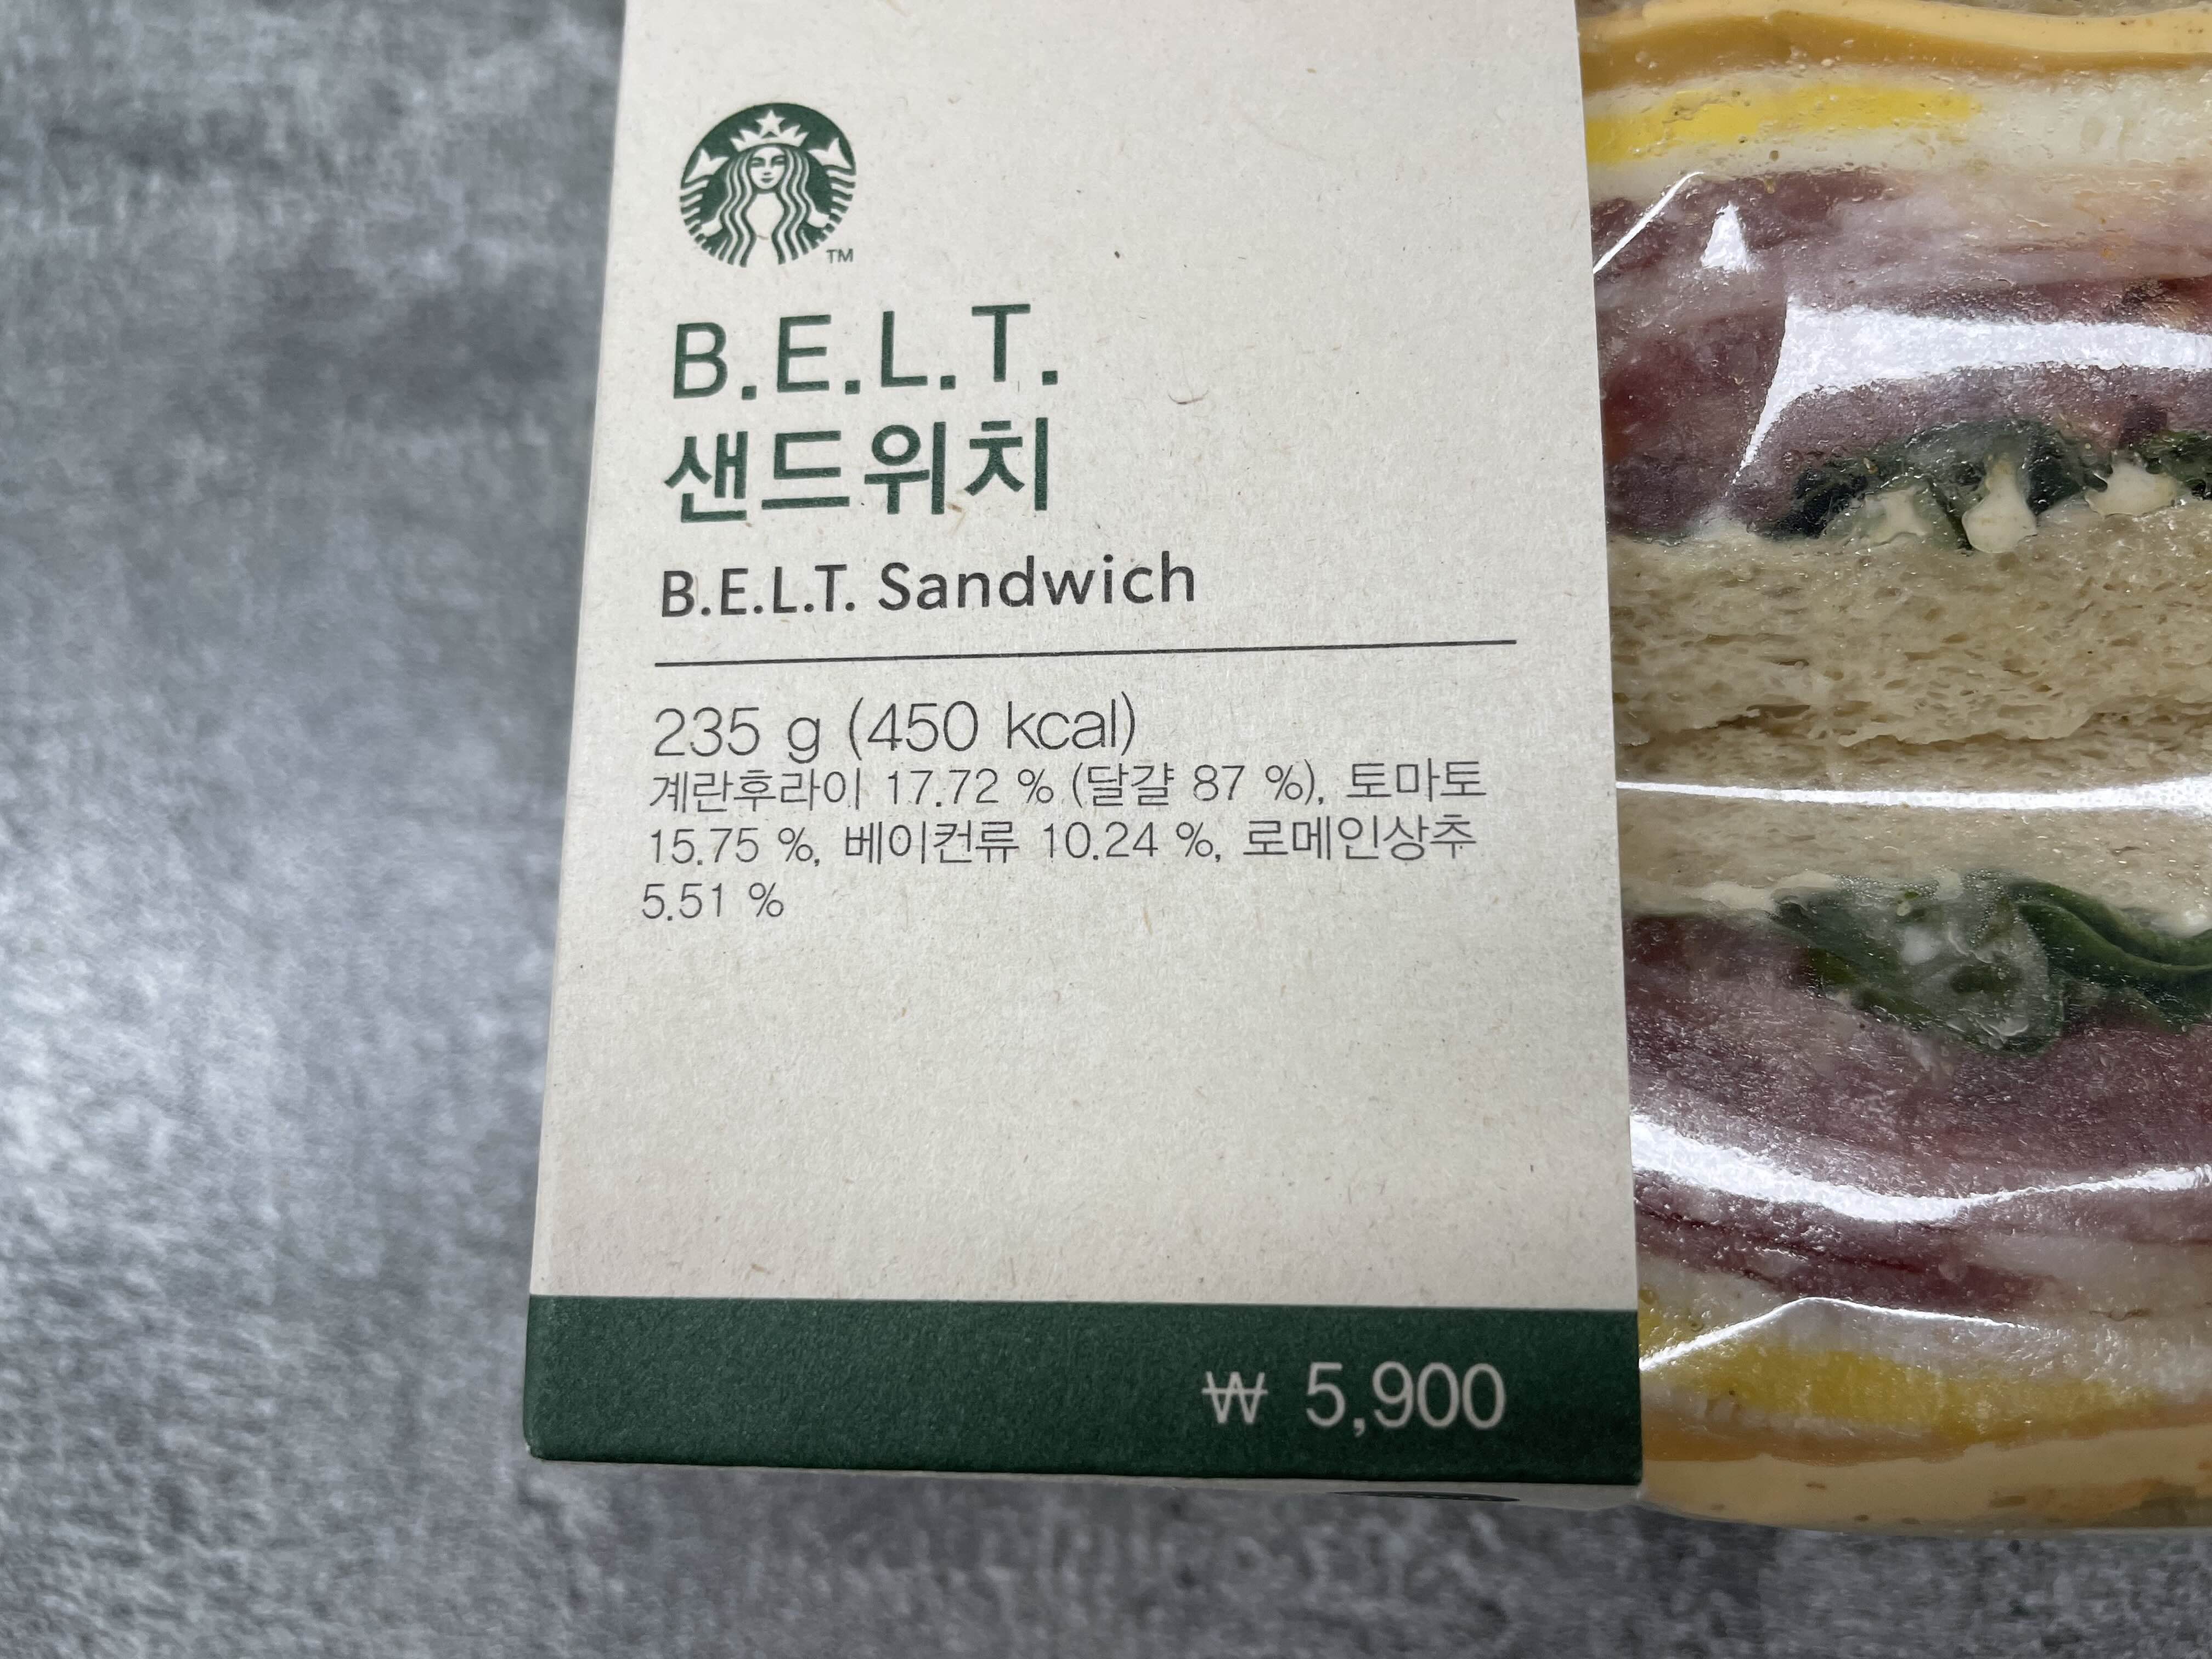 TM
B.E.L.T.
샌드위치
B.E.L.T. Sandwich
235 g (450 kcal)
계란후라이 17.72 % (달걀 87 %), 토마토
15.75 %, 베이컨류 10.24 %, 로메인상추
5.51 %
₩ 5,900